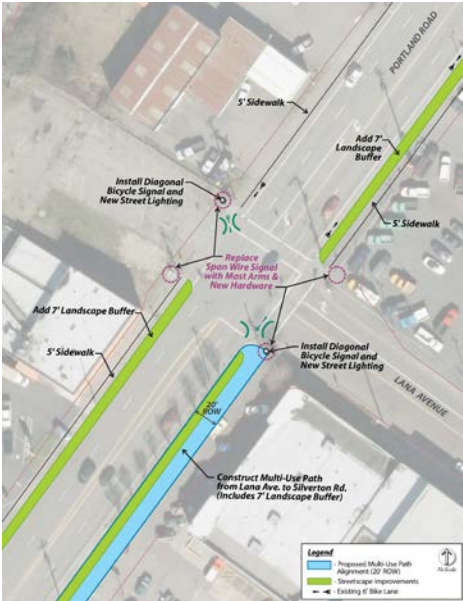 PORTLAND ROAD
5' Sidewalk
Add 7'
Landscape
Buffer
Install Diagonal
Bicycle Signal and
New Street Lighting
5' Sidewalk
Replace
Span Wire Signal
with Mast Arms &
New Hardware
Add 7' Landscape Buffer
5' Sidewalk
Install Diagonal
Bicycle Signal and
New Street Lighting
LANA AVENUE
20'
ROW
Construct Multi-Use Path
from Lana Ave. to Silverton Rd.
(Includes 7' Landscape Buffer)
Legend
- Proposed Multi-Use Path
Alignment (20' ROW)
- Streetscape Improvements
- Existing 6' Bike Lane